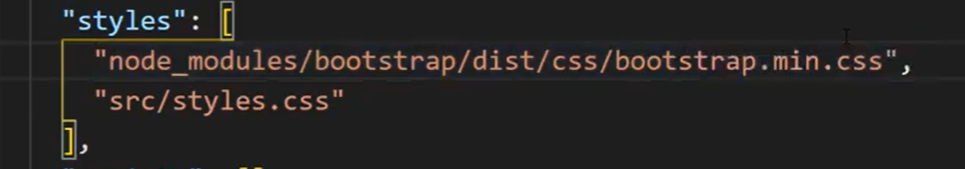 "styles": [
"node_modules/bootstrap/dist/css/bootstrap.min.css",
"src/styles.css"
],